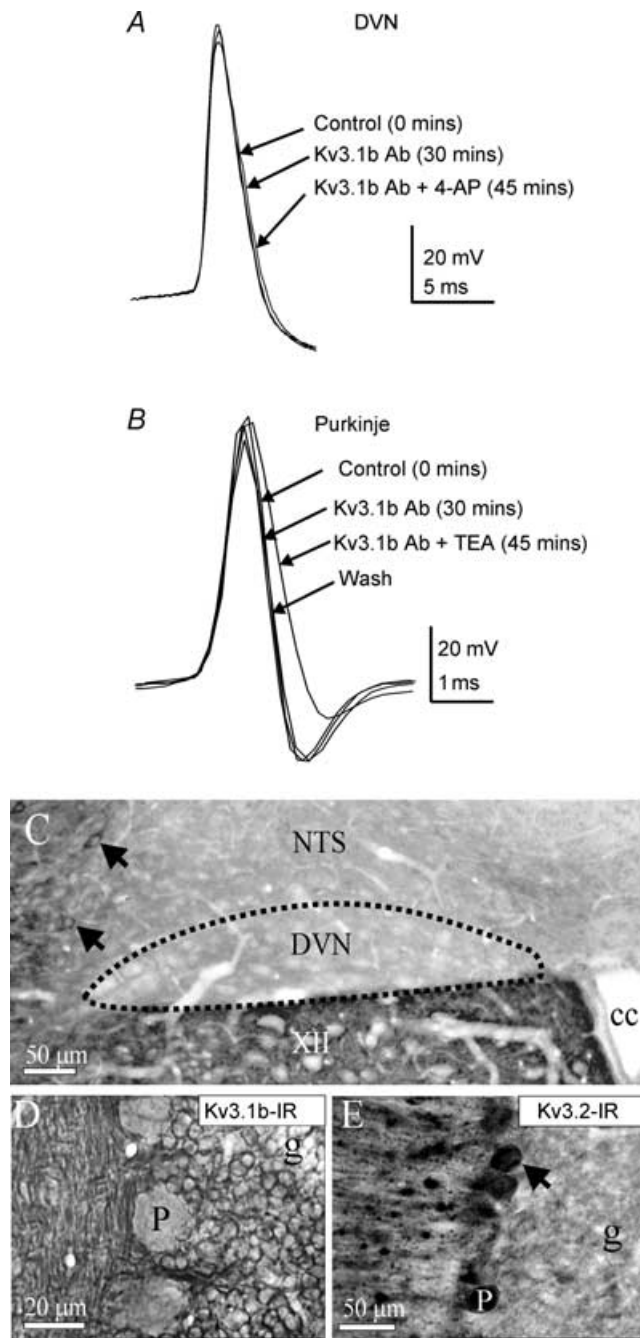 A
DVN
Control (0 mins)
Kv3.1b Ab (30 mins)
Kv3.1b Ab + 4-AP (45 mins)
20 mV
5 ms
B
Purkinje
Control (0 mins)
Kv3.1b Ab (30 mins)
Kv3.1b Ab + TEA (45 mins)
Wash
20 mV
1 ms
C
NTS
DVN
XII
cc
50 µm
D
Kv3.1b-IR
g
P
20 µm
E
Kv3.2-IR
g
P
50 µm